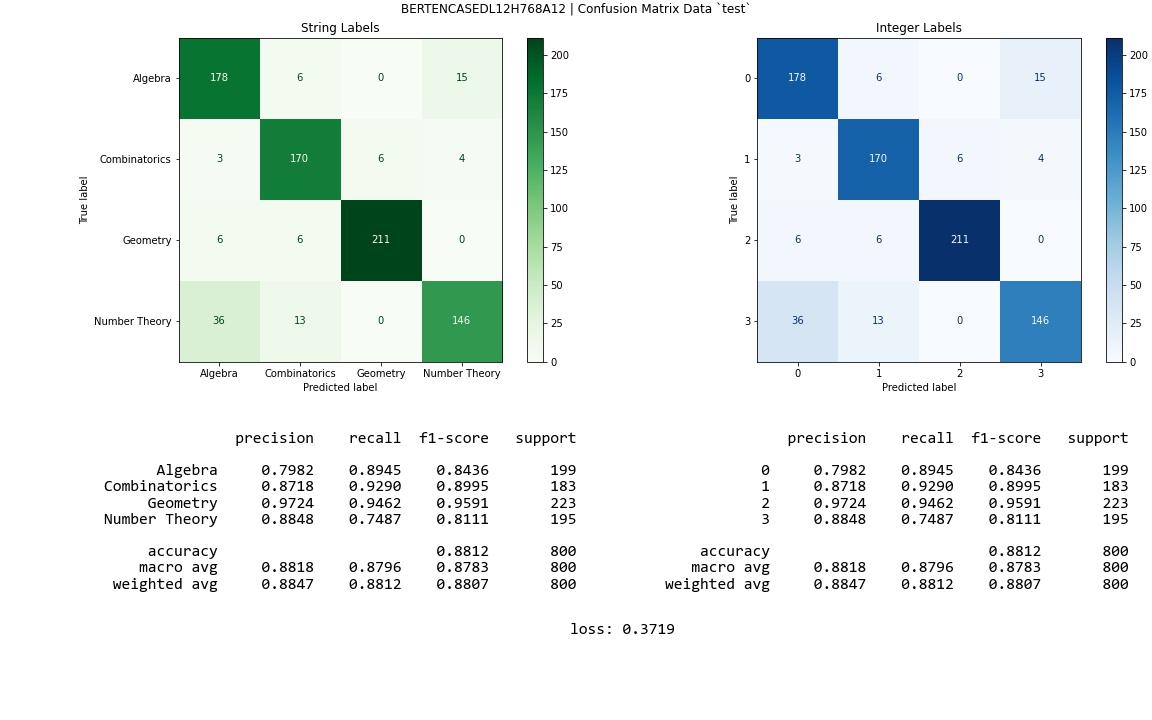 BERTENCASEDL12H768A12 | Confusion Matrix Data `test`
String Labels
Integer Labels
True label
Algebra 178 6 0 15
Combinatorics 3 170 6 4
Geometry 6 6 211 0
Number Theory 36 13 0 146
Algebra Combinatorics Geometry Number Theory
Predicted label
200
175
150
125
100
75
50
25
0
True label
0 178 6 0 15
1 3 170 6 4
2 6 6 211 0
3 36 13 0 146
0 1 2 3
Predicted label
200
175
150
125
100
75
50
25
0
precision recall f1-score support
Algebra 0.7982 0.8945 0.8436 199
Combinatorics 0.8718 0.9290 0.8995 183
Geometry 0.9724 0.9462 0.9591 223
Number Theory 0.8848 0.7487 0.8111 195
accuracy 0.8812 800
macro avg 0.8818 0.8796 0.8783 800
weighted avg 0.8847 0.8812 0.8807 800
precision recall f1-score support
0 0.7982 0.8945 0.8436 199
1 0.8718 0.9290 0.8995 183
2 0.9724 0.9462 0.9591 223
3 0.8848 0.7487 0.8111 195
accuracy 0.8812 800
macro avg 0.8818 0.8796 0.8783 800
weighted avg 0.8847 0.8812 0.8807 800
loss: 0.3719